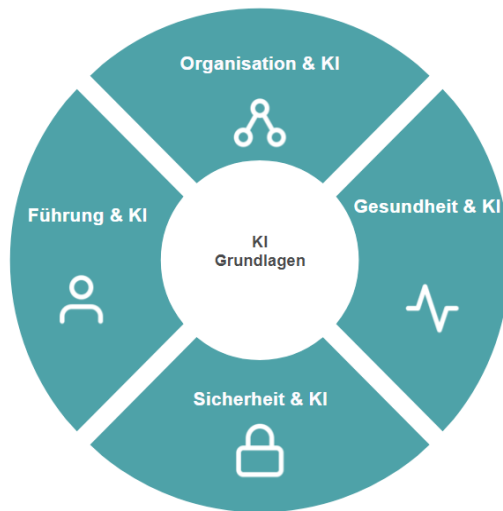 Organisation & KI
Gesundheit & KI
Führung & KI
KI
Grundlagen
Sicherheit & KI